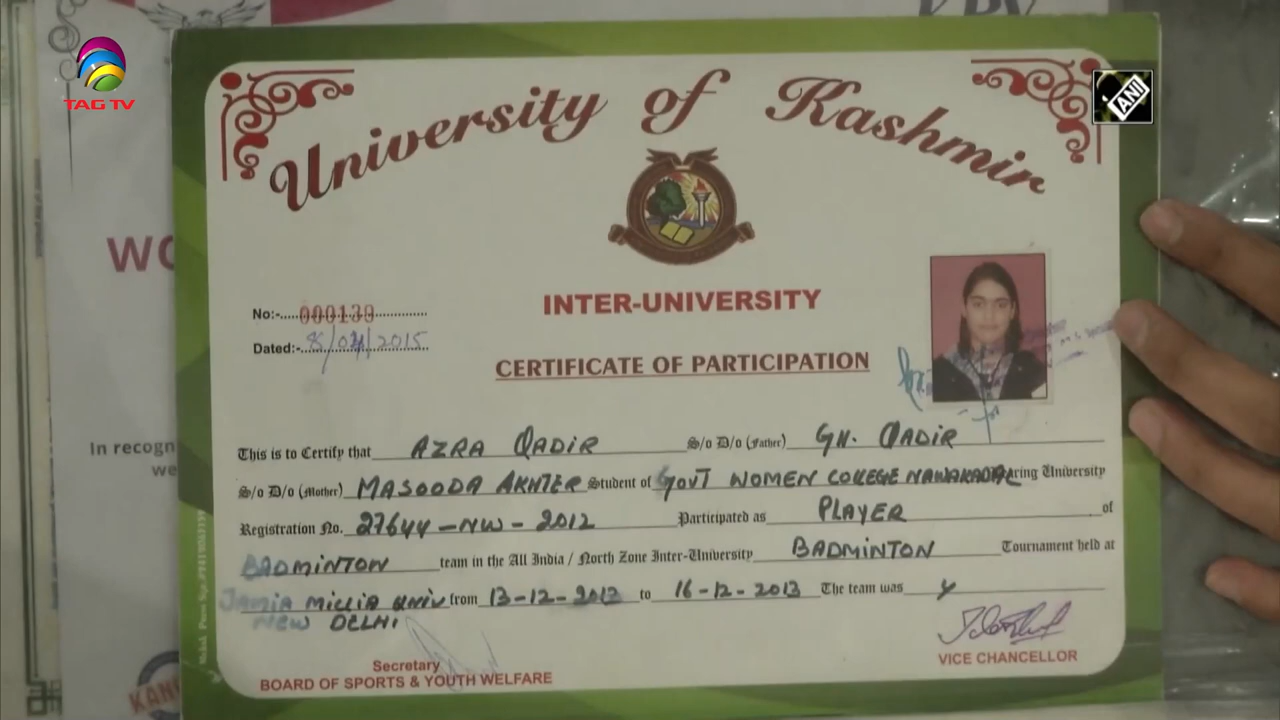 TAG TV
ANI
University of Kashmir
INTER-UNIVERSITY
No:- 000130
Dated:- 8/04/2015
CERTIFICATE OF PARTICIPATION
This is to Certify that AZRA QADIR S/o D/o (Father) GH. QADIR
S/o D/o (Mother) MASOODA AKHTER Student of GOVT WOMEN COLLEGE NAWAKADAL ring University
Registration No. 27644-NW-2012 Participated as PLAYER of
BADMINTON team in the All India / North Zone Inter-University BADMINTON Tournament held at
JAMIA MILLIA UNIV from 13-12-2013 to 16-12-2013 The team was
NEW DELHI
Secretary
BOARD OF SPORTS & YOUTH WELFARE
VICE CHANCELLOR
WO
In recogn
we
KAN